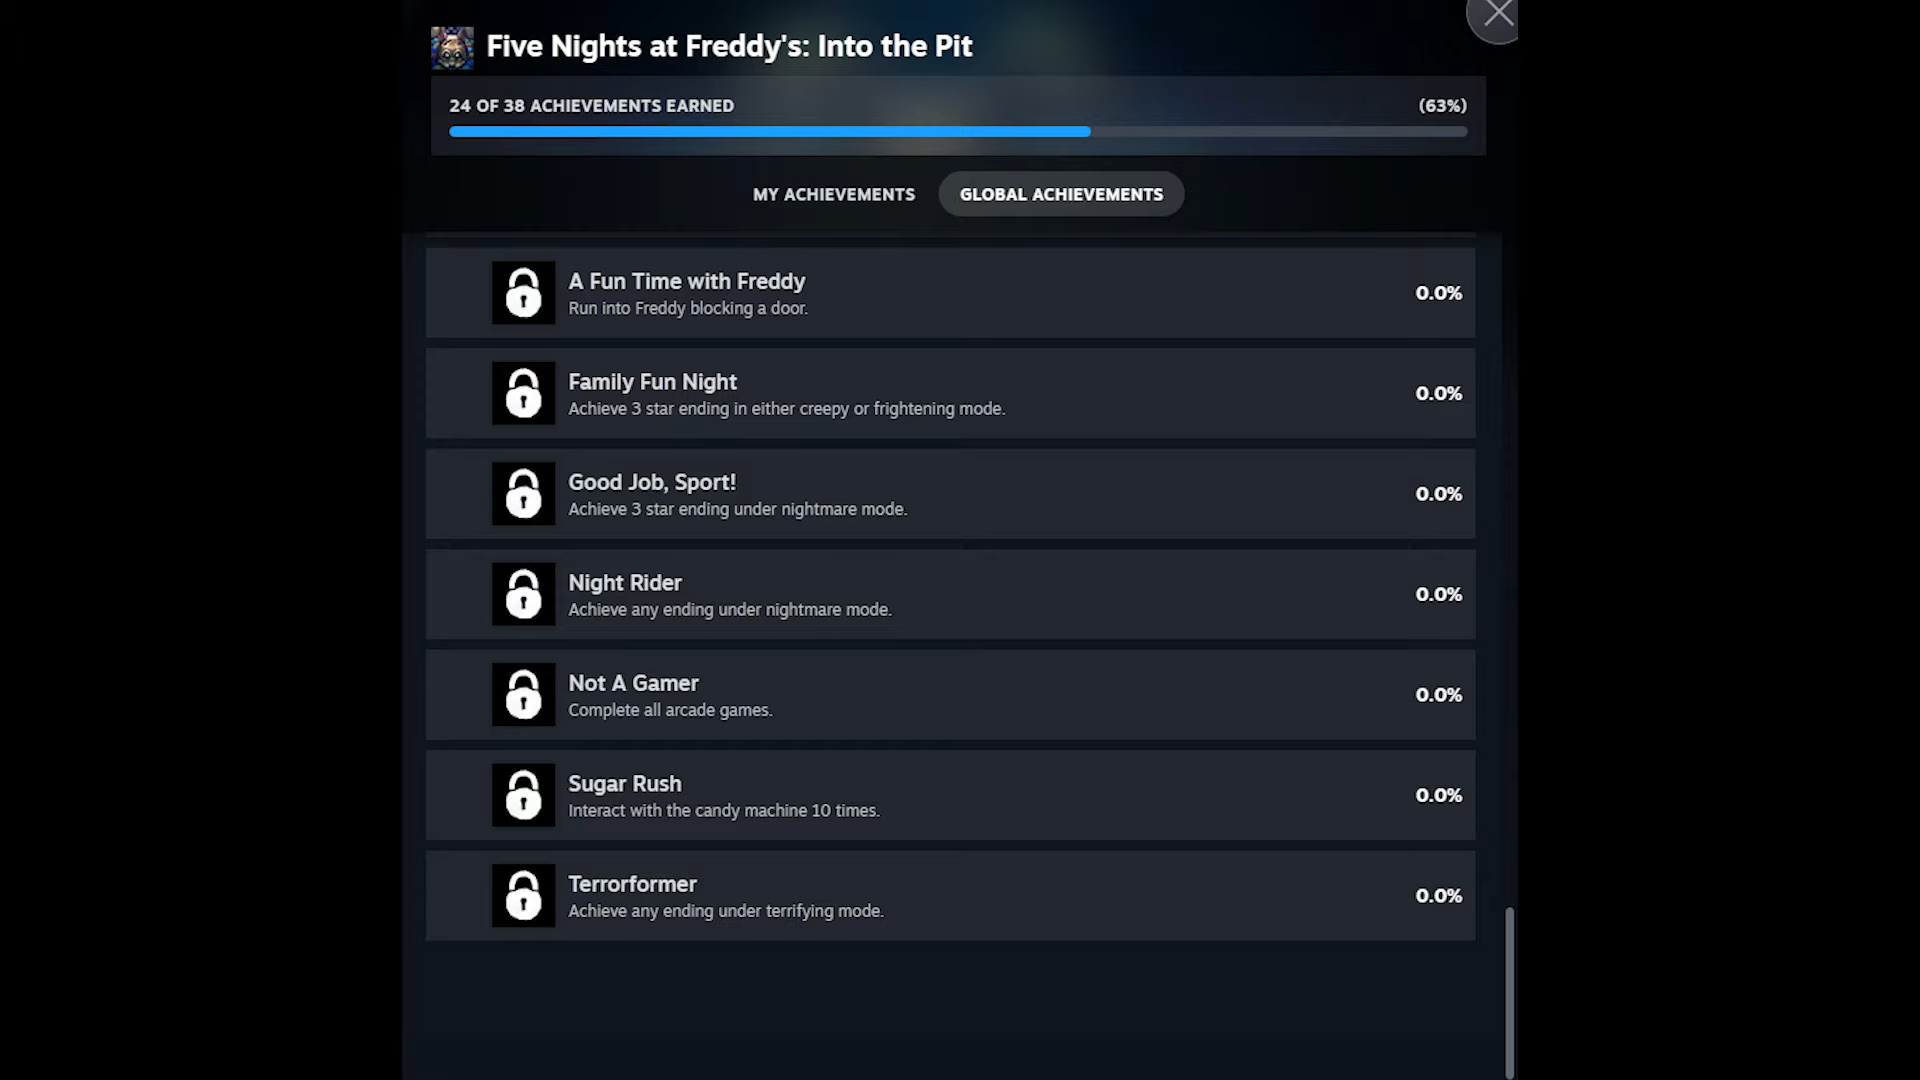 Five Nights at Freddy's: Into the Pit
24 OF 38 ACHIEVEMENTS EARNED (63%)
MY ACHIEVEMENTS GLOBAL ACHIEVEMENTS
A Fun Time with Freddy
Run into Freddy blocking a door.
0.0%
Family Fun Night
Achieve 3 star ending in either creepy or frightening mode.
0.0%
Good Job, Sport!
Achieve 3 star ending under nightmare mode.
0.0%
Night Rider
Achieve any ending under nightmare mode.
0.0%
Not A Gamer
Complete all arcade games.
0.0%
Sugar Rush
Interact with the candy machine 10 times.
0.0%
Terrorformer
Achieve any ending under terrifying mode.
0.0%